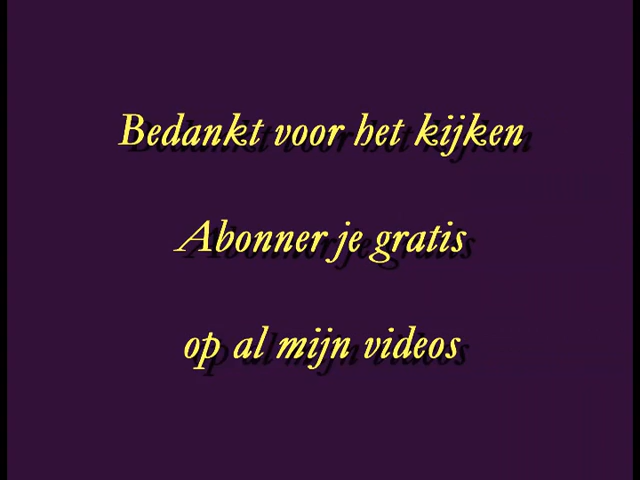 Bedankt voor het kijken
Abonner je gratis
op al mijn videos